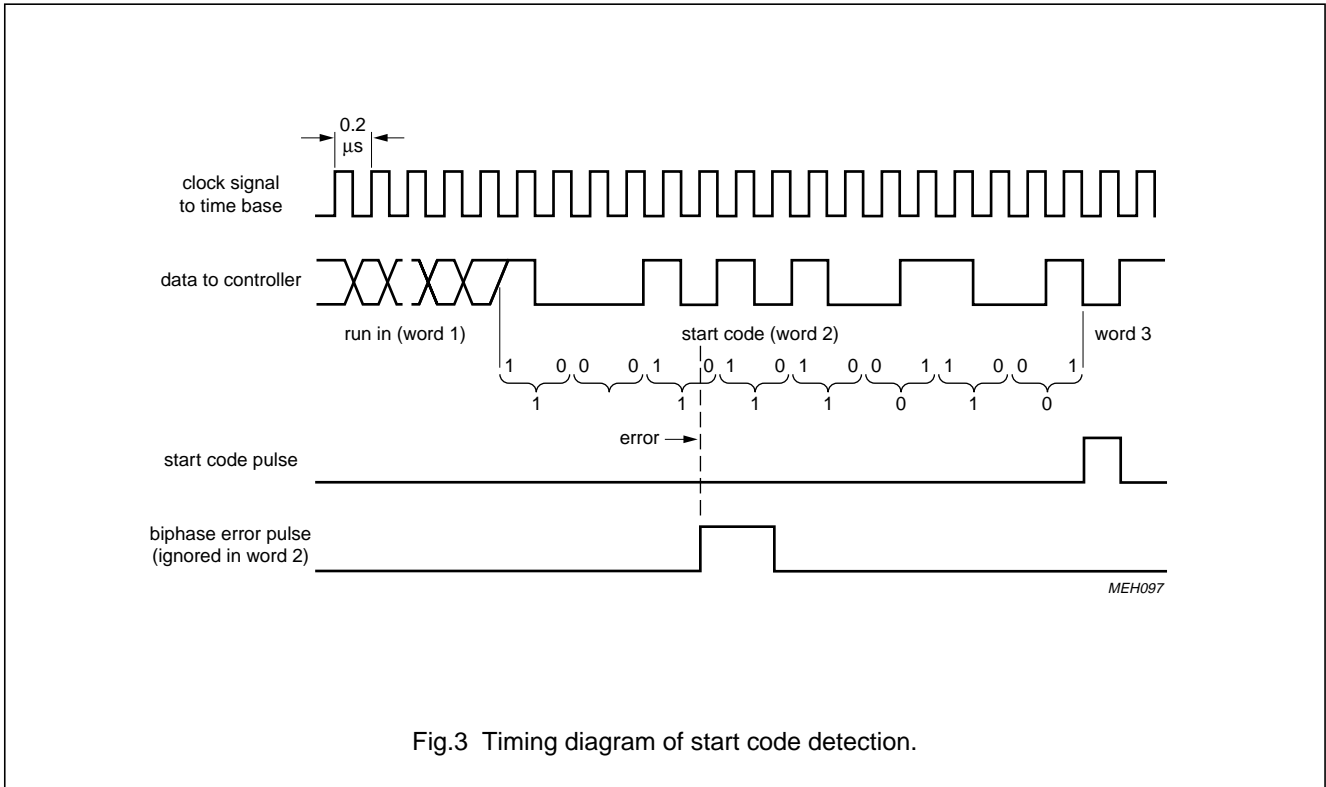 0.2
µs
clock signal
to time base
data to controller
run in (word 1)
start code (word 2)
word 3
1 0 0 0 1 0 1 0 1 0 0 1 1 0 0 1
1 1 1 1 0 1 0
error
start code pulse
biphase error pulse
(ignored in word 2)
MEH097
Fig.3 Timing diagram of start code detection.